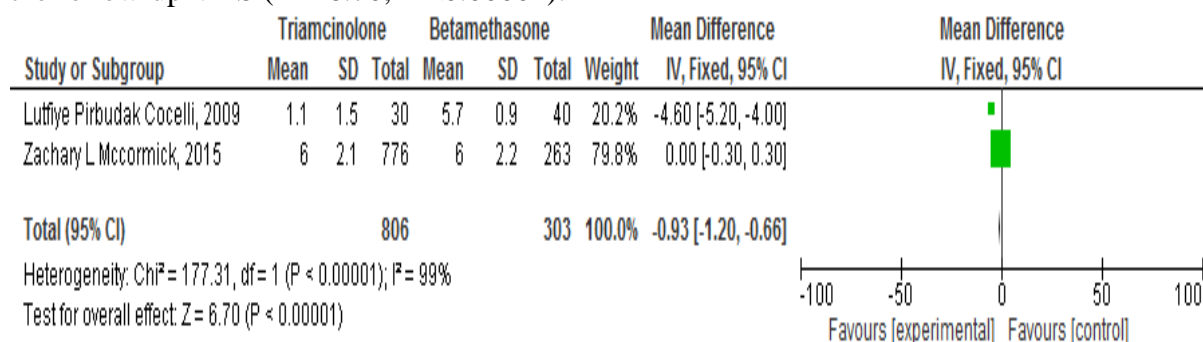 Triamcinolone Betamethasone Mean Difference Mean Difference
Study or Subgroup Mean SD Total Mean SD Total Weight IV, Fixed, 95% CI IV, Fixed, 95% CI
Lutfiye Pirbudak Cocelli, 2009 1.1 1.5 30 5.7 0.9 40 20.2% -4.60 [-5.20, -4.00]
Zachary L Mccormick, 2015 6 2.1 776 6 2.2 263 79.8% 0.00 [-0.30, 0.30]
Total (95% CI) 806 303 100.0% -0.93 [-1.20, -0.66]
Heterogeneity: Chi² = 177.31, df = 1 (P < 0.00001); I² = 99%
Test for overall effect: Z = 6.70 (P < 0.00001)
-100 -50 0 50 100
Favours [experimental] Favours [control]